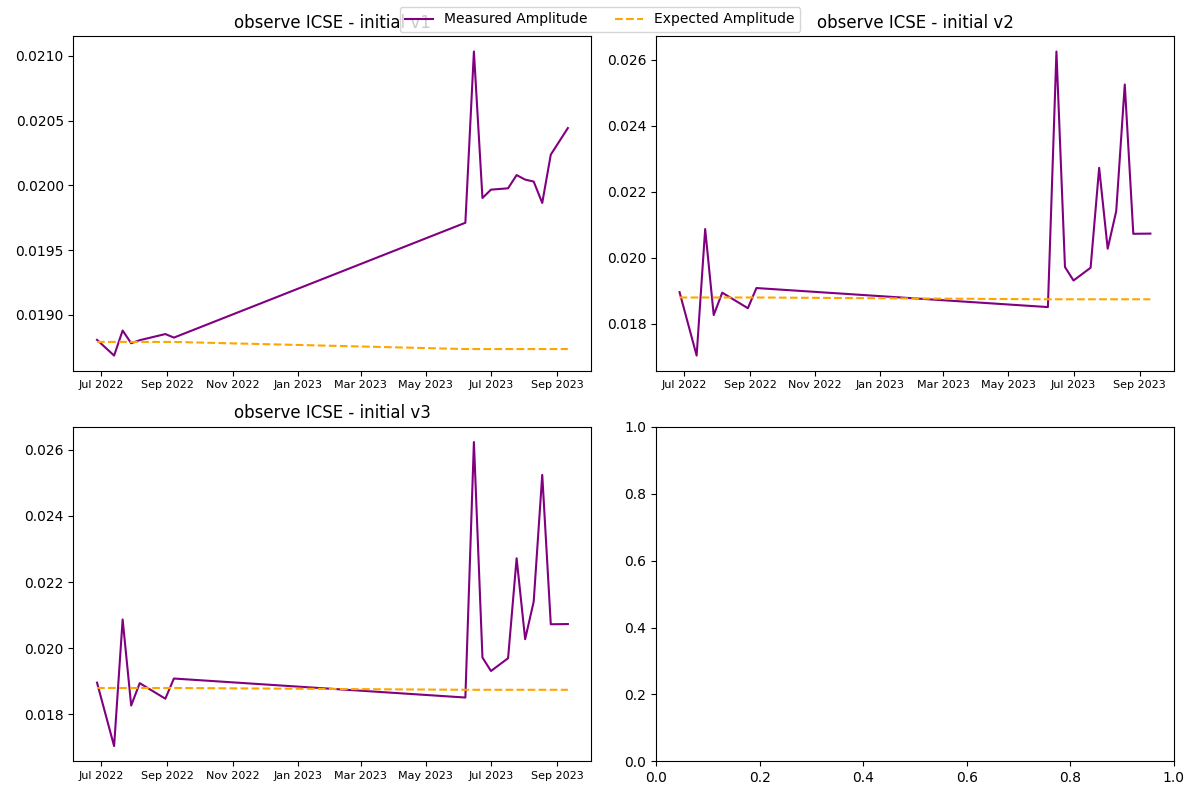 Measured Amplitude Expected Amplitude
observe ICSE - initial v1
0.0210
0.0205
0.0200
0.0195
0.0190
Jul 2022 Sep 2022 Nov 2022 Jan 2023 Mar 2023 May 2023 Jul 2023 Sep 2023
observe ICSE - initial v2
0.026
0.024
0.022
0.020
0.018
Jul 2022 Sep 2022 Nov 2022 Jan 2023 Mar 2023 May 2023 Jul 2023 Sep 2023
observe ICSE - initial v3
0.026
0.024
0.022
0.020
0.018
Jul 2022 Sep 2022 Nov 2022 Jan 2023 Mar 2023 May 2023 Jul 2023 Sep 2023
1.0
0.8
0.6
0.4
0.2
0.0
0.0 0.2 0.4 0.6 0.8 1.0